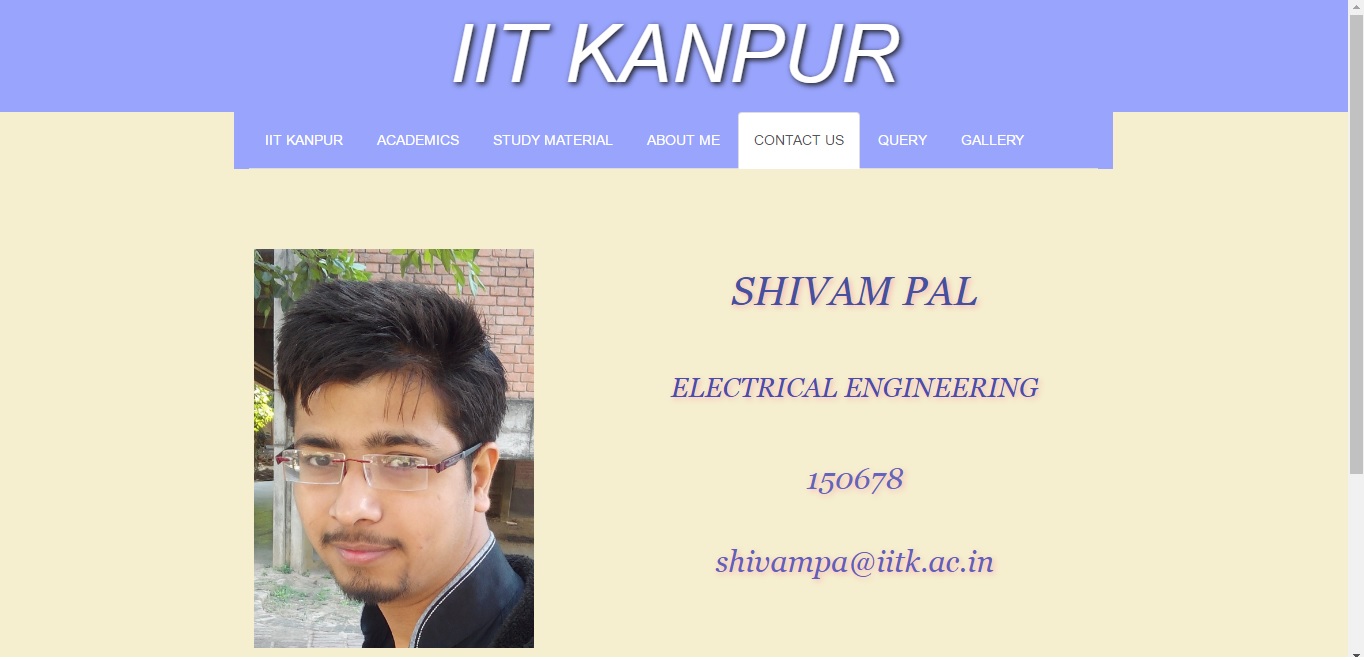 IIT KANPUR
IIT KANPUR ACADEMICS STUDY MATERIAL ABOUT ME CONTACT US QUERY GALLERY
SHIVAM PAL
ELECTRICAL ENGINEERING
150678
shivampa@iitk.ac.in